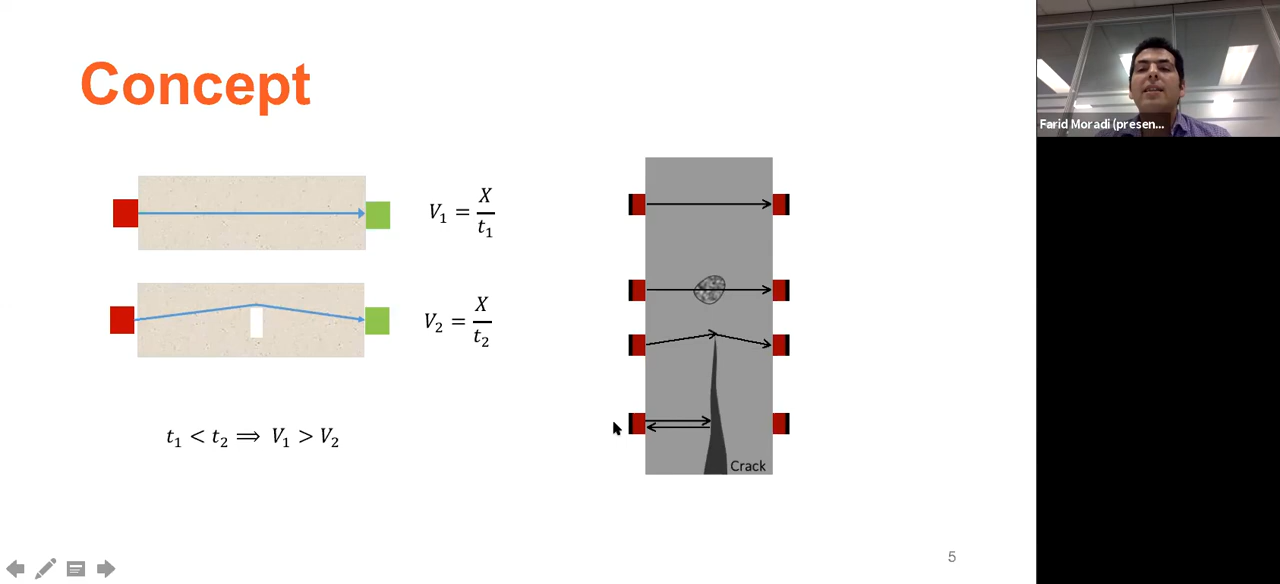 Concept
V₁ = X/t₁
V₂ = X/t₂
t₁ < t₂ ⟹ V₁ > V₂
Crack
5
Farid Moradi (presen...